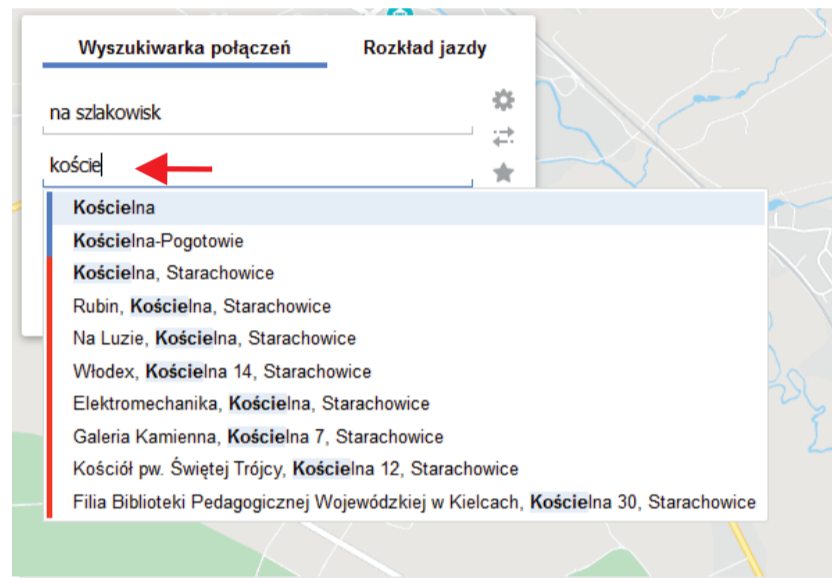 Wyszukiwarka połączeń Rozkład jazdy
na szlakowisk
koście
Kościelna
Kościelna-Pogotowie
Kościelna, Starachowice
Rubin, Kościelna, Starachowice
Na Luzie, Kościelna, Starachowice
Włodex, Kościelna 14, Starachowice
Elektromechanika, Kościelna, Starachowice
Galeria Kamienna, Kościelna 7, Starachowice
Kościół pw. Świętej Trójcy, Kościelna 12, Starachowice
Filia Biblioteki Pedagogicznej Wojewódzkiej w Kielcach, Kościelna 30, Starachowice